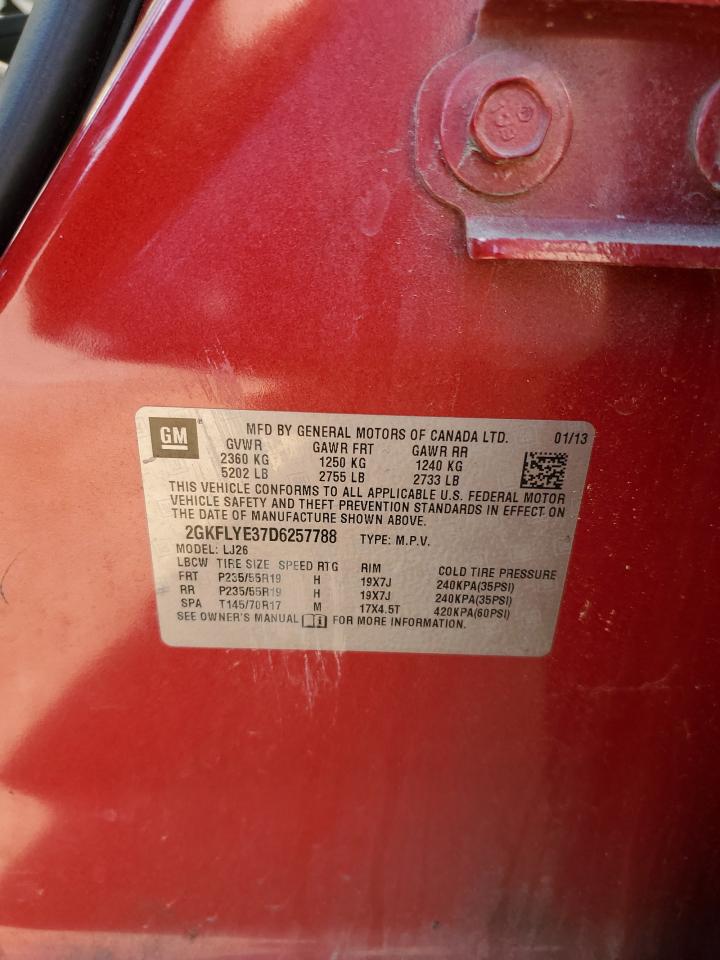 GM
MFD BY GENERAL MOTORS OF CANADA LTD. 01/13
GVWR GAWR FRT GAWR RR
2360 KG 1250 KG 1240 KG
5202 LB 2755 LB 2733 LB
THIS VEHICLE CONFORMS TO ALL APPLICABLE U.S. FEDERAL MOTOR
VEHICLE SAFETY AND THEFT PREVENTION STANDARDS IN EFFECT ON
THE DATE OF MANUFACTURE SHOWN ABOVE.
2GKFLYE37D6257788 TYPE: M.P.V.
MODEL: LJ26
LBCW TIRE SIZE SPEED RTG RIM COLD TIRE PRESSURE
FRT P235/55R19 H 19X7J 240KPA(35PSI)
RR P235/55R19 H 19X7J 240KPA(35PSI)
SPA T145/70R17 M 17X4.5T 420KPA(60PSI)
SEE OWNER'S MANUAL FOR MORE INFORMATION.